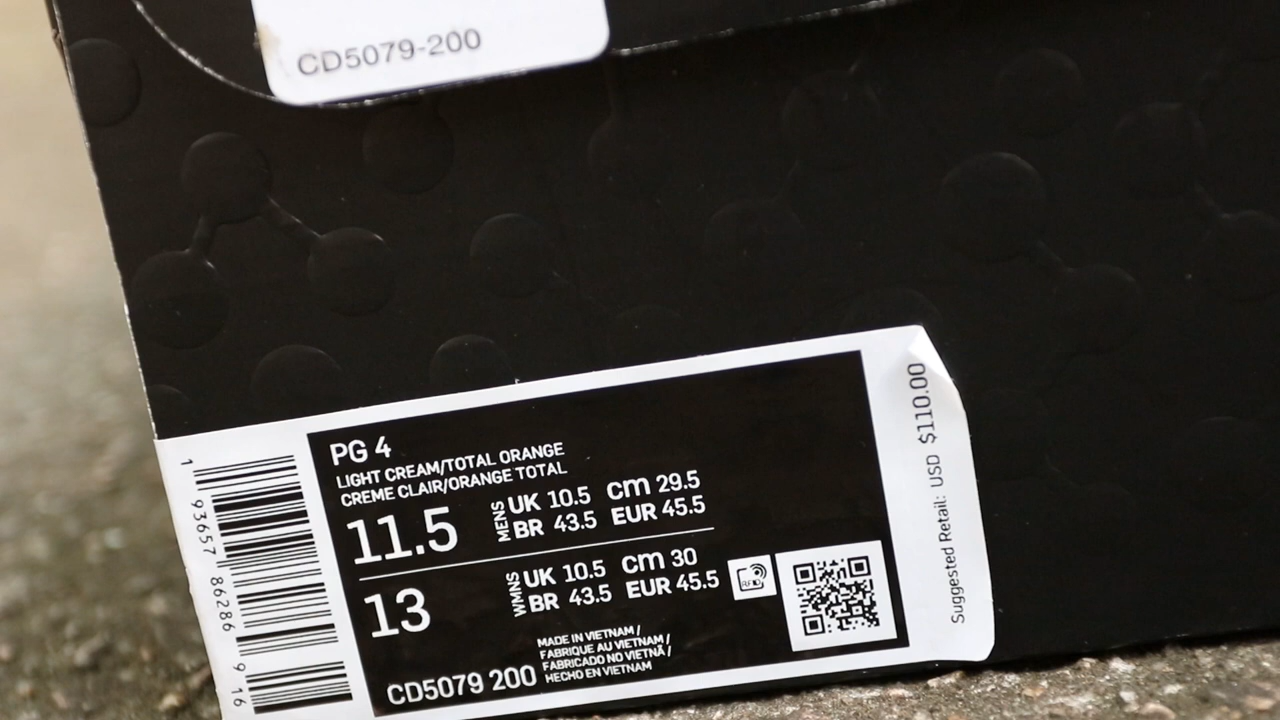 CD5079-200
PG 4
LIGHT CREAM/TOTAL ORANGE
CREME CLAIR/ORANGE TOTAL
11.5
MENS
UK 10.5 cm 29.5
BR 43.5 EUR 45.5
13
WMNS
UK 10.5 cm 30
BR 43.5 EUR 45.5
RFID
MADE IN VIETNAM /
FABRIQUE AU VIETNAM /
FABRICADO NO VIETNÃ /
HECHO EN VIETNAM
CD5079 200
1 93657 86286 9 16
Suggested Retail: USD $110.00